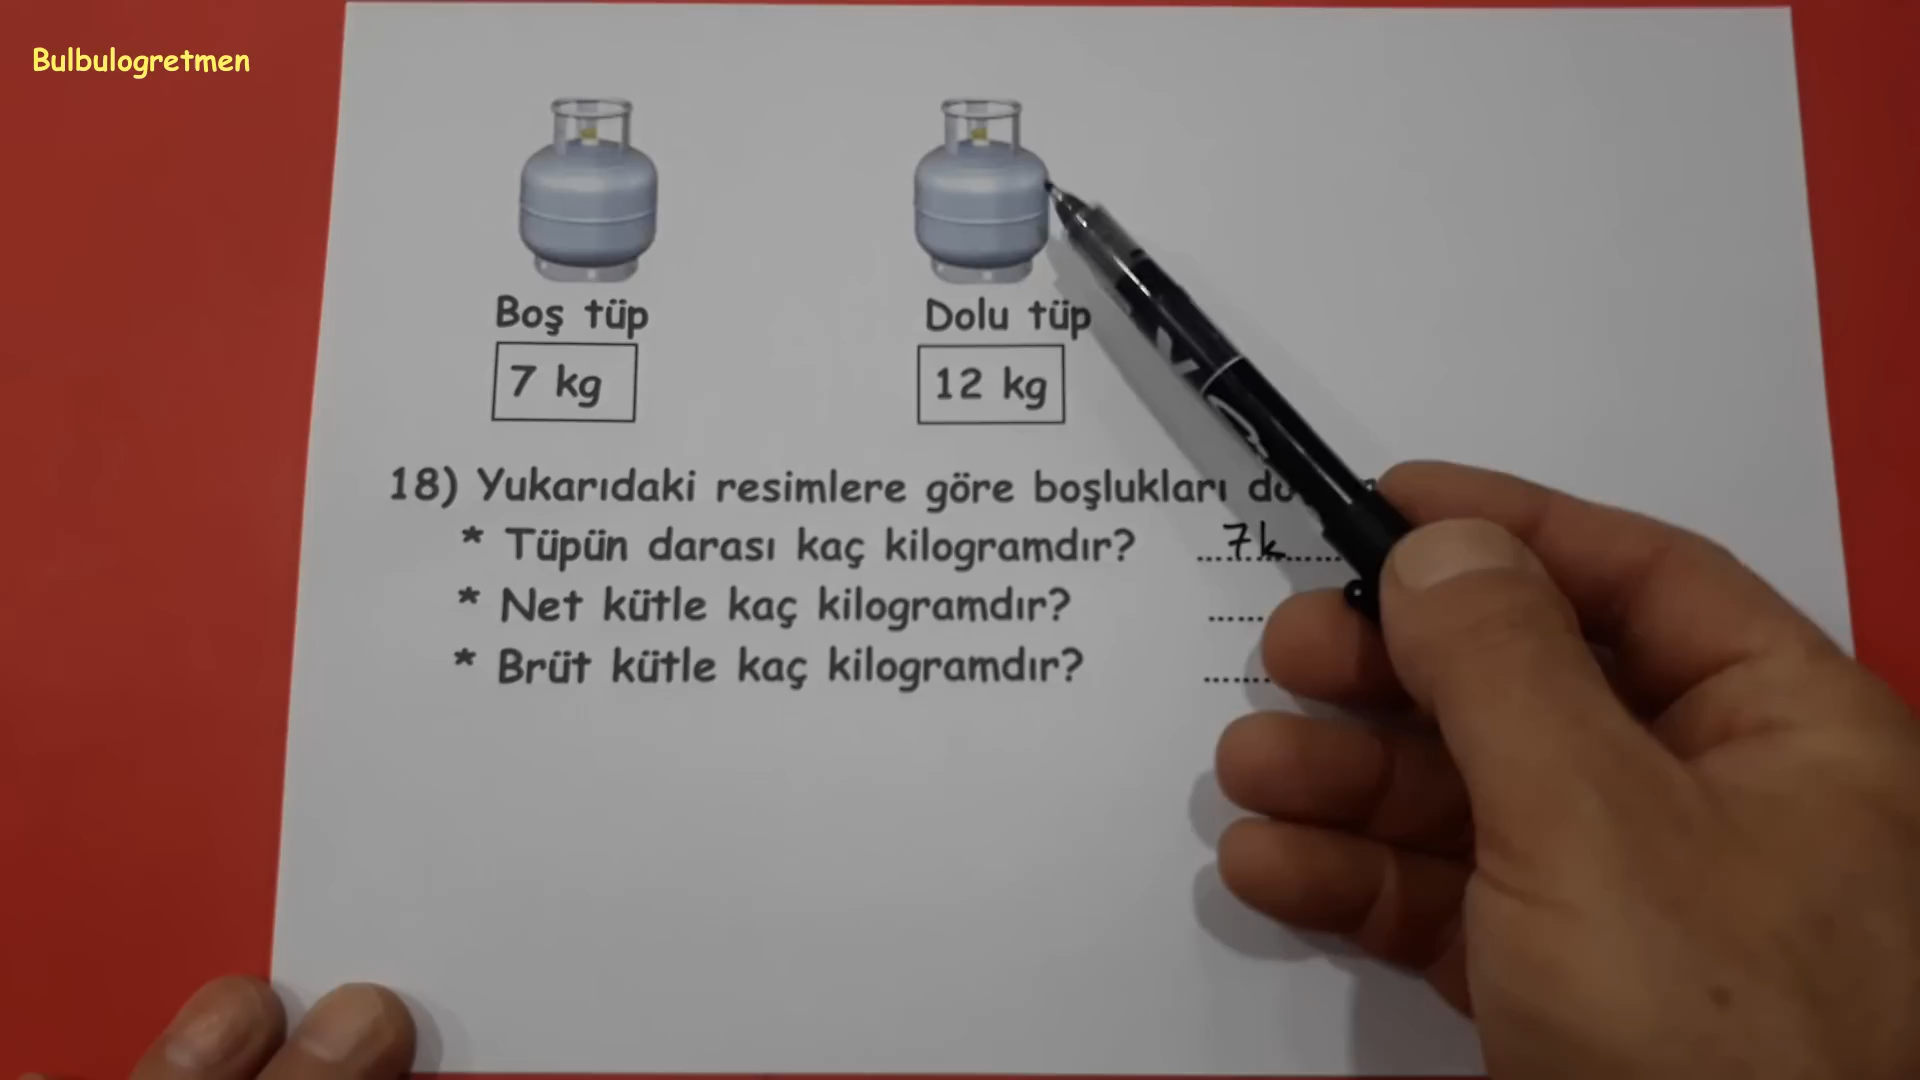 Bulbulogretmen
Boş tüp
Dolu tüp
7 kg
12 kg
18) Yukarıdaki resimlere göre boşlukları
* Tüpün darası kaç kilogramdır? ....7k......
* Net kütle kaç kilogramdır? ......
* Brüt kütle kaç kilogramdır? ......